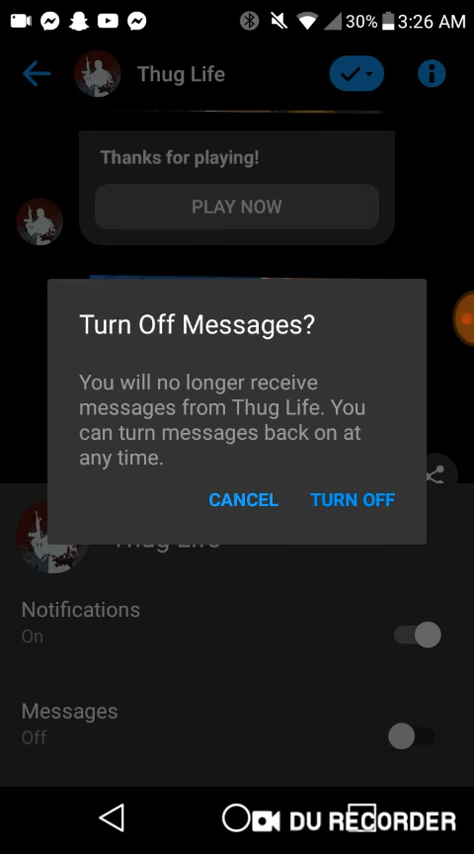 30% 3:26 AM
Thug Life
Thanks for playing!
PLAY NOW
Turn Off Messages?
You will no longer receive
messages from Thug Life. You
can turn messages back on at
any time.
CANCEL TURN OFF
Thug Life
Notifications
On
Messages
Off
DU RECORDER